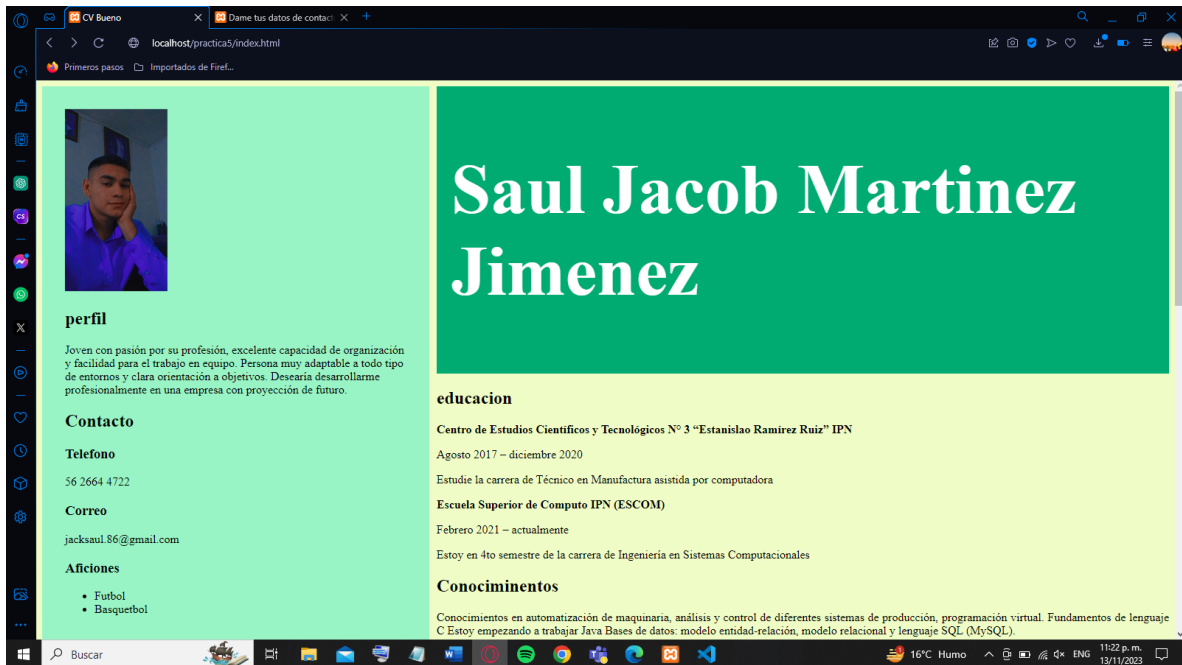 CV Bueno
Dame tus datos de contact
localhost/practica5/index.html
Primeros pasos
Importados de Firef...
perfil
Joven con pasión por su profesión, excelente capacidad de organización
y facilidad para el trabajo en equipo. Persona muy adaptable a todo tipo
de entornos y clara orientación a objetivos. Desearía desarrollarme
profesionalmente en una empresa con proyección de futuro.
Contacto
Telefono
56 2664 4722
Correo
jacksaul.86@gmail.com
Aficiones
Futbol
Basquetbol
Saul Jacob Martinez
Jimenez
educacion
Centro de Estudios Científicos y Tecnológicos N° 3 “Estanislao Ramírez Ruiz” IPN
Agosto 2017 – diciembre 2020
Estudie la carrera de Técnico en Manufactura asistida por computadora
Escuela Superior de Computo IPN (ESCOM)
Febrero 2021 – actualmente
Estoy en 4to semestre de la carrera de Ingeniería en Sistemas Computacionales
Conociminentos
Conocimientos en automatización de maquinaria, análisis y control de diferentes sistemas de producción, programación virtual. Fundamentos de lenguaje
C Estoy empezando a trabajar Java Bases de datos: modelo entidad-relación, modelo relacional y lenguaje SQL (MySQL).
CS
Buscar
16°C Humo
ENG
11:22 p. m.
13/11/2023